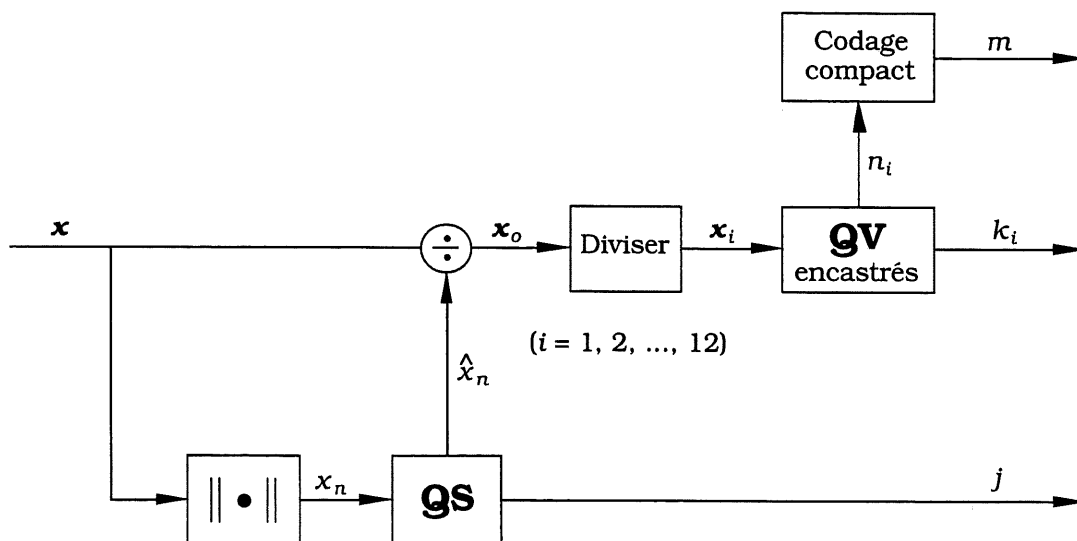 Codage
compact
m
n_i
x
x_o
Diviser
x_i
QV
encastrés
k_i
÷
(i = 1, 2, ..., 12)
x̂_n
|| • ||
x_n
QS
j